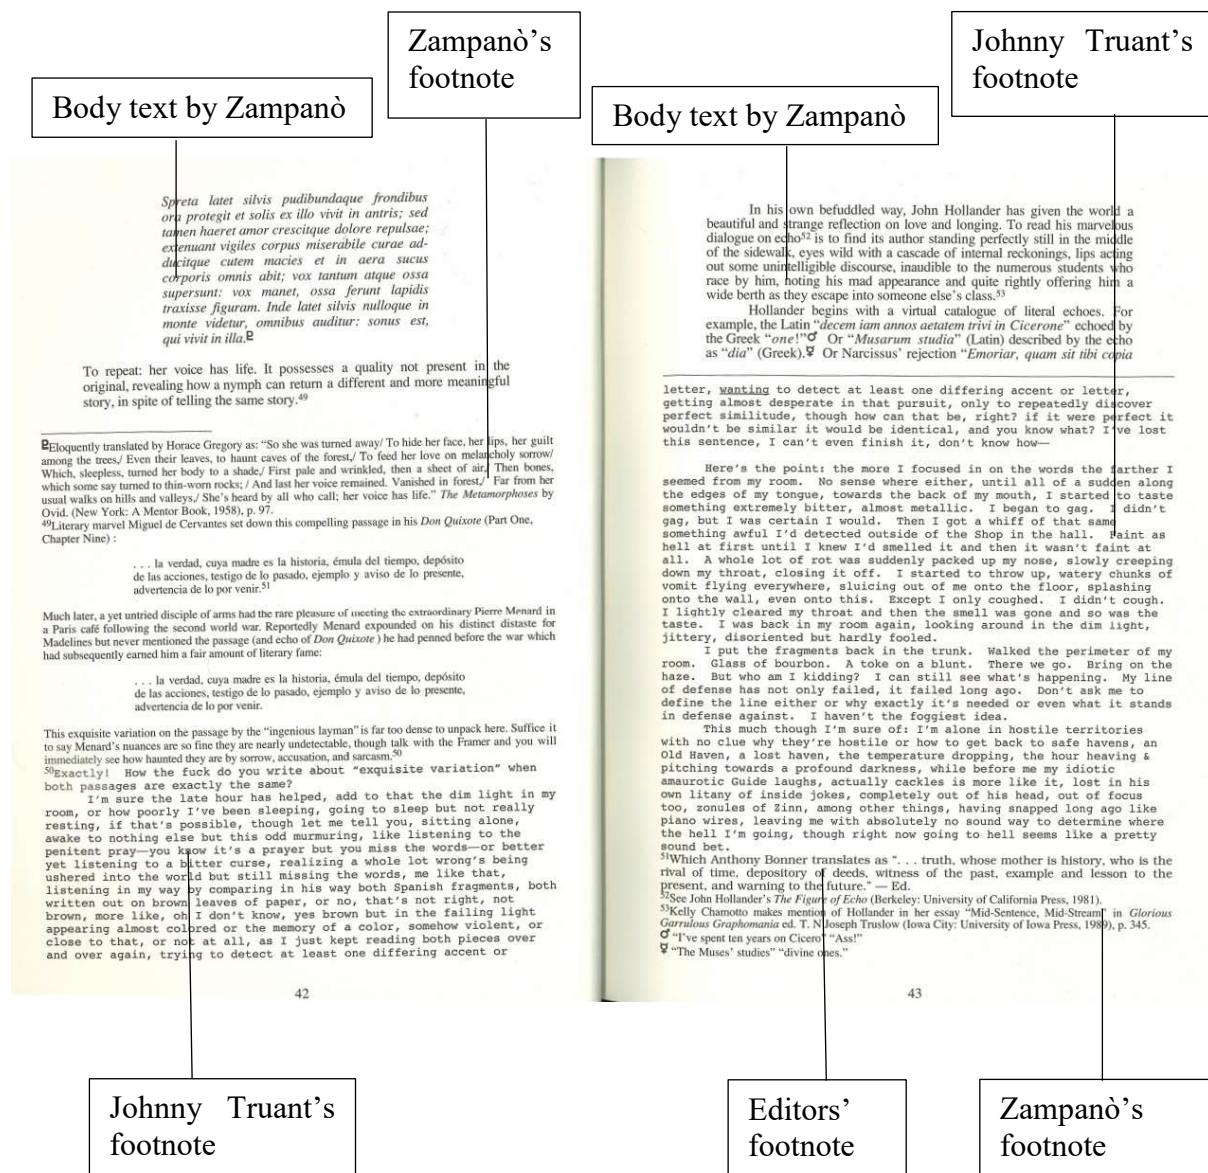 Zampanò's
footnote
Body text by Zampanò
Johnny Truant's
footnote
Body text by Zampanò
Spreta latet silvis pudibundaque frondibus
ora protegit et solis ex illo vivit in antris; sed
tamen haeret amor crescitque dolore repulsae;
extenuant vigiles corpus miserabile curae ad-
ducitque cutem macies et in aera sucus
corporis omnis abit; vox tantum atque ossa
supersunt: vox manet, ossa ferunt lapidis
traxisse figuram. Inde latet silvis nulloque in
monte videtur, omnibus auditur: sonus est,
qui vivit in illa.
To repeat: her voice has life. It possesses a quality not present in the
original, revealing how a nymph can return a different and more meaningful
story, in spite of telling the same story.49
Eloquently translated by Horace Gregory as: "So she was turned away/ To hide her face, her lips, her guilt
among the trees,/ Even their leaves, to haunt caves of the forest,/ To feed her love on melancholy sorrow/
Which, sleepless, turned her body to a shade,/ First pale and wrinkled, then a sheet of air,/ Then bones,
which some say turned to thin-worn rocks; / And last her voice remained. Vanished in forest,/ Far from her
usual walks on hills and valleys,/ She's heard by all who call; her voice has life." The Metamorphoses by
Ovid. (New York: A Mentor Book, 1958), p. 97.
49Literary marvel Miguel de Cervantes set down this compelling passage in his Don Quixote (Part One,
Chapter Nine) :
. . . la verdad, cuya madre es la historia, émula del tiempo, depósito
de las acciones, testigo de lo pasado, ejemplo y aviso de lo presente,
advertencia de lo por venir.51
Much later, a yet untried disciple of arms had the rare pleasure of meeting the extraordinary Pierre Menard in
a Paris café following the second world war. Reportedly Menard expounded on his distinct distaste for
Madelines but never mentioned the passage (and echo of Don Quixote ) he had penned before the war which
had subsequently earned him a fair amount of literary fame:
. . . la verdad, cuya madre es la historia, émula del tiempo, depósito
de las acciones, testigo de lo pasado, ejemplo y aviso de lo presente,
advertencia de lo por venir.
This exquisite variation on the passage by the "ingenious layman" is far too dense to unpack here. Suffice it
to say Menard's nuances are so fine they are nearly undetectable, though talk with the Framer and you will
immediately see how haunted they are by sorrow, accusation, and sarcasm.50
50Exactly! How the fuck do you write about "exquisite variation" when
both passages are exactly the same?
I'm sure the late hour has helped, add to that the dim light in my
room, or how poorly I've been sleeping, going to sleep but not really
resting, if that's possible, though let me tell you, sitting alone,
awake to nothing else but this odd murmuring, like listening to the
penitent pray—you know it's a prayer but you miss the words—or better
yet listening to a bitter curse, realizing a whole lot wrong's being
ushered into the world but still missing the words, me like that,
listening in my way by comparing in his way both Spanish fragments, both
written out on brown leaves of paper, or no, that's not right, not
brown, more like, oh I don't know, yes brown but in the failing light
appearing almost colored or the memory of a color, somehow violent, or
close to that, or not at all, as I just kept reading both pieces over
and over again, trying to detect at least one differing accent or
42
In his own befuddled way, John Hollander has given the world a
beautiful and strange reflection on love and longing. To read his marvelous
dialogue on echo52 is to find its author standing perfectly still in the middle
of the sidewalk, eyes wild with a cascade of internal reckonings, lips acting
out some unintelligible discourse, inaudible to the numerous students who
race by him, noting his mad appearance and quite rightly offering him a
wide berth as they escape into someone else's class.53
Hollander begins with a virtual catalogue of literal echoes. For
example, the Latin "decem iam annos aetatem trivi in Cicerone" echoed by
the Greek "one!"♂ Or "Musarum studia" (Latin) described by the echo
as "dia" (Greek).☿ Or Narcissus' rejection "Emoriar, quam sit tibi copia
letter, wanting to detect at least one differing accent or letter,
getting almost desperate in that pursuit, only to repeatedly discover
perfect similitude, though how can that be, right? if it were perfect it
wouldn't be similar it would be identical, and you know what? I've lost
this sentence, I can't even finish it, don't know how—
Here's the point: the more I focused in on the words the farther I
seemed from my room. No sense where either, until all of a sudden along
the edges of my tongue, towards the back of my mouth, I started to taste
something extremely bitter, almost metallic. I began to gag. I didn't
gag, but I was certain I would. Then I got a whiff of that same
something awful I'd detected outside of the Shop in the hall. Faint as
hell at first until I knew I'd smelled it and then it wasn't faint at
all. A whole lot of rot was suddenly packed up my nose, slowly creeping
down my throat, closing it off. I started to throw up, watery chunks of
vomit flying everywhere, sluicing out of me onto the floor, splashing
onto the wall, even onto this. Except I only coughed. I didn't cough.
I lightly cleared my throat and then the smell was gone and so was the
taste. I was back in my room again, looking around in the dim light,
jittery, disoriented but hardly fooled.
I put the fragments back in the trunk. Walked the perimeter of my
room. Glass of bourbon. A toke on a blunt. There we go. Bring on the
haze. But who am I kidding? I can still see what's happening. My line
of defense has not only failed, it failed long ago. Don't ask me to
define the line either or why exactly it's needed or even what it stands
in defense against. I haven't the foggiest idea.
This much though I'm sure of: I'm alone in hostile territories
with no clue why they're hostile or how to get back to safe havens, an
Old Haven, a lost haven, the temperature dropping, the hour heaving &
pitching towards a profound darkness, while before me my idiotic
amaurotic Guide laughs, actually cackles is more like it, lost in his
own litany of inside jokes, completely out of his head, out of focus
too, zonules of Zinn, among other things, having snapped long ago like
piano wires, leaving me with absolutely no sound way to determine where
the hell I'm going, though right now going to hell seems like a pretty
sound bet.
51Which Anthony Bonner translates as ". . . truth, whose mother is history, who is the
rival of time, depository of deeds, witness of the past, example and lesson to the
present, and warning to the future." — Ed.
52See John Hollander's The Figure of Echo (Berkeley: University of California Press, 1981).
53Kelly Chamotto makes mention of Hollander in her essay "Mid-Sentence, Mid-Stream" in Glorious
Garrulous Graphomania ed. T. N. Joseph Truslow (Iowa City: University of Iowa Press, 1989), p. 345.
♂ "I've spent ten years on Cicero" "Ass!"
☿ "The Muses' studies" "divine ones."
43
Johnny Truant's
footnote
Editors'
footnote
Zampanò's
footnote